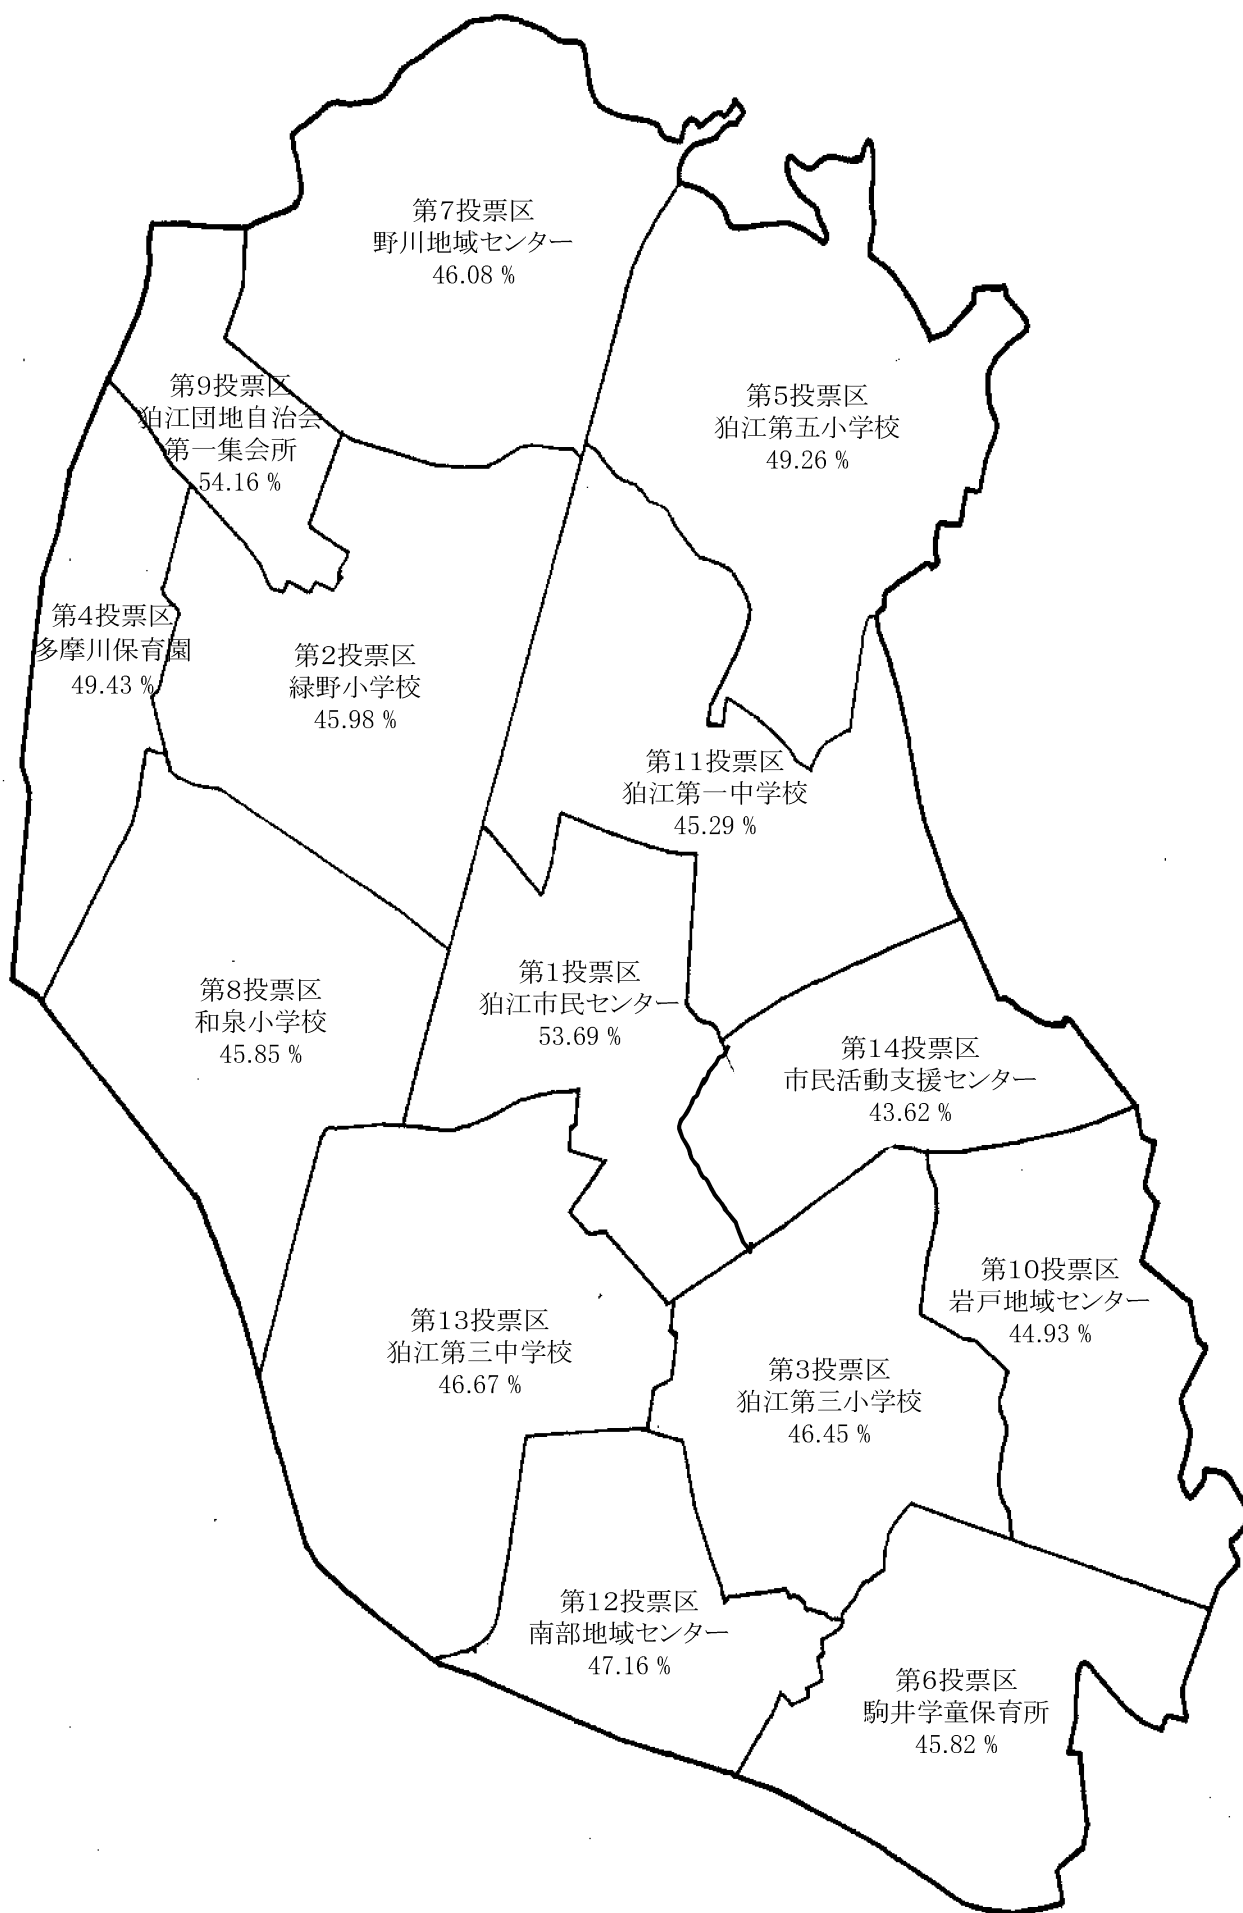 第7投票区
野川地域センター
46.08 %
第9投票区
狛江団地自治会
第一集会所
54.16 %
第5投票区
狛江第五小学校
49.26 %
第4投票区
多摩川保育園
49.43 %
第2投票区
緑野小学校
45.98 %
第11投票区
狛江第一中学校
45.29 %
第8投票区
和泉小学校
45.85 %
第1投票区
狛江市民センター
53.69 %
第14投票区
市民活動支援センター
43.62 %
第10投票区
岩戸地域センター
44.93 %
第13投票区
狛江第三中学校
46.67 %
第3投票区
狛江第三小学校
46.45 %
第12投票区
南部地域センター
47.16 %
第6投票区
駒井学童保育所
45.82 %